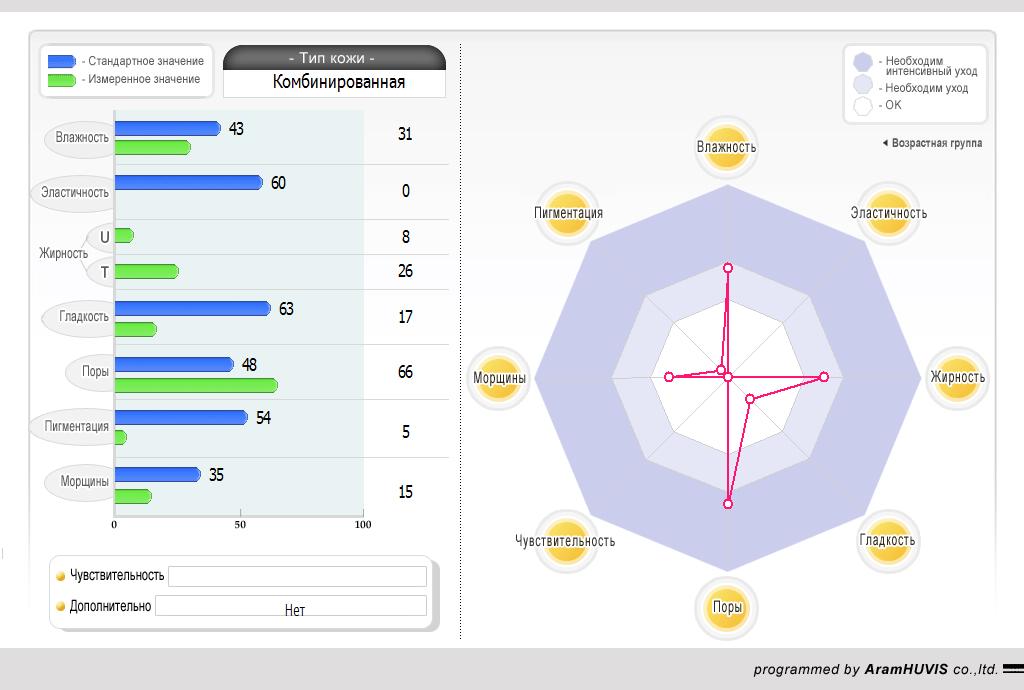 - Стандартное значение
- Измеренное значение
- Тип кожи -
Комбинированная
Влажность
43
31
Эластичность
60
0
Жирность
U
8
T
26
Гладкость
63
17
Поры
48
66
Пигментация
54
5
Морщины
35
15
0
50
100
Чувствительность
Дополнительно
Нет
- Необходим
интенсивный уход
- Необходим уход
- OK
Возрастная группа
Влажность
Пигментация
Эластичность
Морщины
Жирность
Чувствительность
Гладкость
Поры
programmed by AramHUVIS co.,ltd.